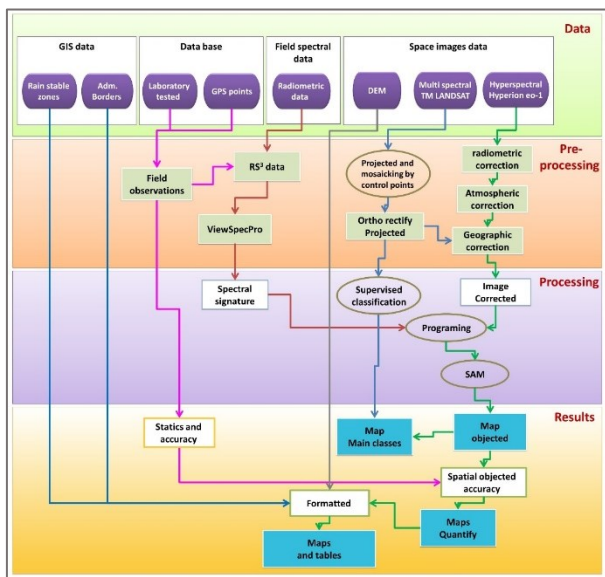 Data
GIS data
Data base
Field spectral data
Space images data
Rain stable
zones
Adm.
Borders
Laboratory
tested
GPS points
Radiometric
data
DEM
Multi spectral
TM LANDSAT
Hyperspectral
Hyperion eo-1
Pre-
processing
Field
observations
RS³ data
Projected and
mosaicking by
control points
radiometric
correction
Atmospheric
correction
ViewSpecPro
Ortho rectify
Projected
Geographic
correction
Processing
Spectral
signature
Supervised
classification
Image
Corrected
Programing
SAM
Results
Statics and
accuracy
Map
Main classes
Map
objected
Spatial objected
accuracy
Formatted
Maps
Quantify
Maps
and tables